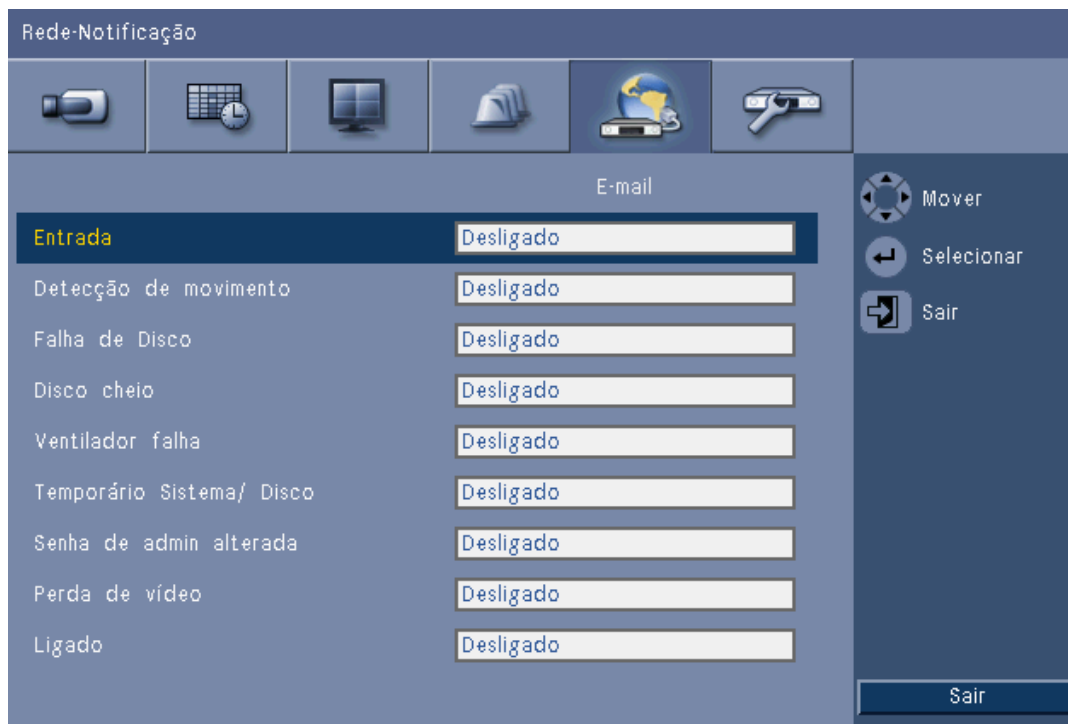 Rede-Notificação
E-mail
Mover
Entrada Desligado
Selecionar
Detecção de movimento Desligado
Sair
Falha de Disco Desligado
Disco cheio Desligado
Ventilador falha Desligado
Temporário Sistema/ Disco Desligado
Senha de admin alterada Desligado
Perda de vídeo Desligado
Ligado Desligado
Sair